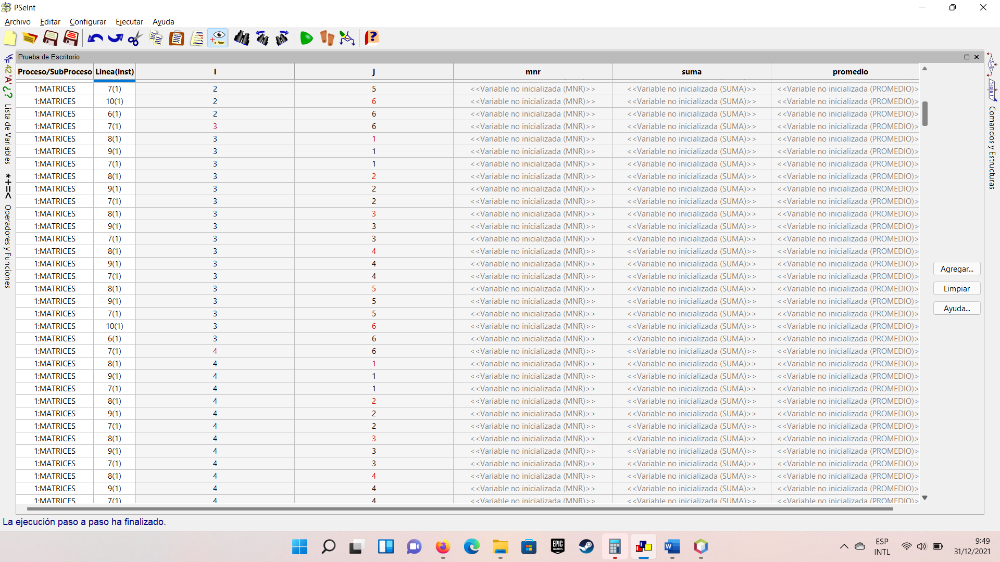 PSeInt
Archivo Editar Configurar Ejecutar Ayuda
Prueba de Escritorio
Proceso/SubProceso Linea(inst) i j mnr suma promedio
1:MATRICES 7(1) 2 5 <<Variable no inicializada (MNR)>> <<Variable no inicializada (SUMA)>> <<Variable no inicializada (PROMEDIO)>
1:MATRICES 10(1) 2 6 <<Variable no inicializada (MNR)>> <<Variable no inicializada (SUMA)>> <<Variable no inicializada (PROMEDIO)>
1:MATRICES 6(1) 2 6 <<Variable no inicializada (MNR)>> <<Variable no inicializada (SUMA)>> <<Variable no inicializada (PROMEDIO)>
1:MATRICES 7(1) 3 6 <<Variable no inicializada (MNR)>> <<Variable no inicializada (SUMA)>> <<Variable no inicializada (PROMEDIO)>
1:MATRICES 8(1) 3 1 <<Variable no inicializada (MNR)>> <<Variable no inicializada (SUMA)>> <<Variable no inicializada (PROMEDIO)>
1:MATRICES 9(1) 3 1 <<Variable no inicializada (MNR)>> <<Variable no inicializada (SUMA)>> <<Variable no inicializada (PROMEDIO)>
1:MATRICES 7(1) 3 1 <<Variable no inicializada (MNR)>> <<Variable no inicializada (SUMA)>> <<Variable no inicializada (PROMEDIO)>
1:MATRICES 8(1) 3 2 <<Variable no inicializada (MNR)>> <<Variable no inicializada (SUMA)>> <<Variable no inicializada (PROMEDIO)>
1:MATRICES 9(1) 3 2 <<Variable no inicializada (MNR)>> <<Variable no inicializada (SUMA)>> <<Variable no inicializada (PROMEDIO)>
1:MATRICES 7(1) 3 2 <<Variable no inicializada (MNR)>> <<Variable no inicializada (SUMA)>> <<Variable no inicializada (PROMEDIO)>
1:MATRICES 8(1) 3 3 <<Variable no inicializada (MNR)>> <<Variable no inicializada (SUMA)>> <<Variable no inicializada (PROMEDIO)>
1:MATRICES 9(1) 3 3 <<Variable no inicializada (MNR)>> <<Variable no inicializada (SUMA)>> <<Variable no inicializada (PROMEDIO)>
1:MATRICES 7(1) 3 3 <<Variable no inicializada (MNR)>> <<Variable no inicializada (SUMA)>> <<Variable no inicializada (PROMEDIO)>
1:MATRICES 8(1) 3 4 <<Variable no inicializada (MNR)>> <<Variable no inicializada (SUMA)>> <<Variable no inicializada (PROMEDIO)>
1:MATRICES 9(1) 3 4 <<Variable no inicializada (MNR)>> <<Variable no inicializada (SUMA)>> <<Variable no inicializada (PROMEDIO)>
1:MATRICES 7(1) 3 4 <<Variable no inicializada (MNR)>> <<Variable no inicializada (SUMA)>> <<Variable no inicializada (PROMEDIO)>
1:MATRICES 8(1) 3 5 <<Variable no inicializada (MNR)>> <<Variable no inicializada (SUMA)>> <<Variable no inicializada (PROMEDIO)>
1:MATRICES 9(1) 3 5 <<Variable no inicializada (MNR)>> <<Variable no inicializada (SUMA)>> <<Variable no inicializada (PROMEDIO)>
1:MATRICES 7(1) 3 5 <<Variable no inicializada (MNR)>> <<Variable no inicializada (SUMA)>> <<Variable no inicializada (PROMEDIO)>
1:MATRICES 10(1) 3 6 <<Variable no inicializada (MNR)>> <<Variable no inicializada (SUMA)>> <<Variable no inicializada (PROMEDIO)>
1:MATRICES 6(1) 3 6 <<Variable no inicializada (MNR)>> <<Variable no inicializada (SUMA)>> <<Variable no inicializada (PROMEDIO)>
1:MATRICES 7(1) 4 6 <<Variable no inicializada (MNR)>> <<Variable no inicializada (SUMA)>> <<Variable no inicializada (PROMEDIO)>
1:MATRICES 8(1) 4 1 <<Variable no inicializada (MNR)>> <<Variable no inicializada (SUMA)>> <<Variable no inicializada (PROMEDIO)>
1:MATRICES 9(1) 4 1 <<Variable no inicializada (MNR)>> <<Variable no inicializada (SUMA)>> <<Variable no inicializada (PROMEDIO)>
1:MATRICES 7(1) 4 1 <<Variable no inicializada (MNR)>> <<Variable no inicializada (SUMA)>> <<Variable no inicializada (PROMEDIO)>
1:MATRICES 8(1) 4 2 <<Variable no inicializada (MNR)>> <<Variable no inicializada (SUMA)>> <<Variable no inicializada (PROMEDIO)>
1:MATRICES 9(1) 4 2 <<Variable no inicializada (MNR)>> <<Variable no inicializada (SUMA)>> <<Variable no inicializada (PROMEDIO)>
1:MATRICES 7(1) 4 2 <<Variable no inicializada (MNR)>> <<Variable no inicializada (SUMA)>> <<Variable no inicializada (PROMEDIO)>
1:MATRICES 8(1) 4 3 <<Variable no inicializada (MNR)>> <<Variable no inicializada (SUMA)>> <<Variable no inicializada (PROMEDIO)>
1:MATRICES 9(1) 4 3 <<Variable no inicializada (MNR)>> <<Variable no inicializada (SUMA)>> <<Variable no inicializada (PROMEDIO)>
1:MATRICES 7(1) 4 3 <<Variable no inicializada (MNR)>> <<Variable no inicializada (SUMA)>> <<Variable no inicializada (PROMEDIO)>
1:MATRICES 8(1) 4 4 <<Variable no inicializada (MNR)>> <<Variable no inicializada (SUMA)>> <<Variable no inicializada (PROMEDIO)>
1:MATRICES 9(1) 4 4 <<Variable no inicializada (MNR)>> <<Variable no inicializada (SUMA)>> <<Variable no inicializada (PROMEDIO)>
1:MATRICES 7(1) 4 4 <<Variable no inicializada (MNR)>> <<Variable no inicializada (SUMA)>> <<Variable no inicializada (PROMEDIO)>
VF 42 'A' ¿? Lista de Variables
*+=< Operadores y Funciones
A>B
'Hola !'
Comandos y Estructuras
Agregar...
Limpiar
Ayuda...
La ejecución paso a paso ha finalizado.
EPIC GAMES
W
ESP
INTL
9:49
31/12/2021